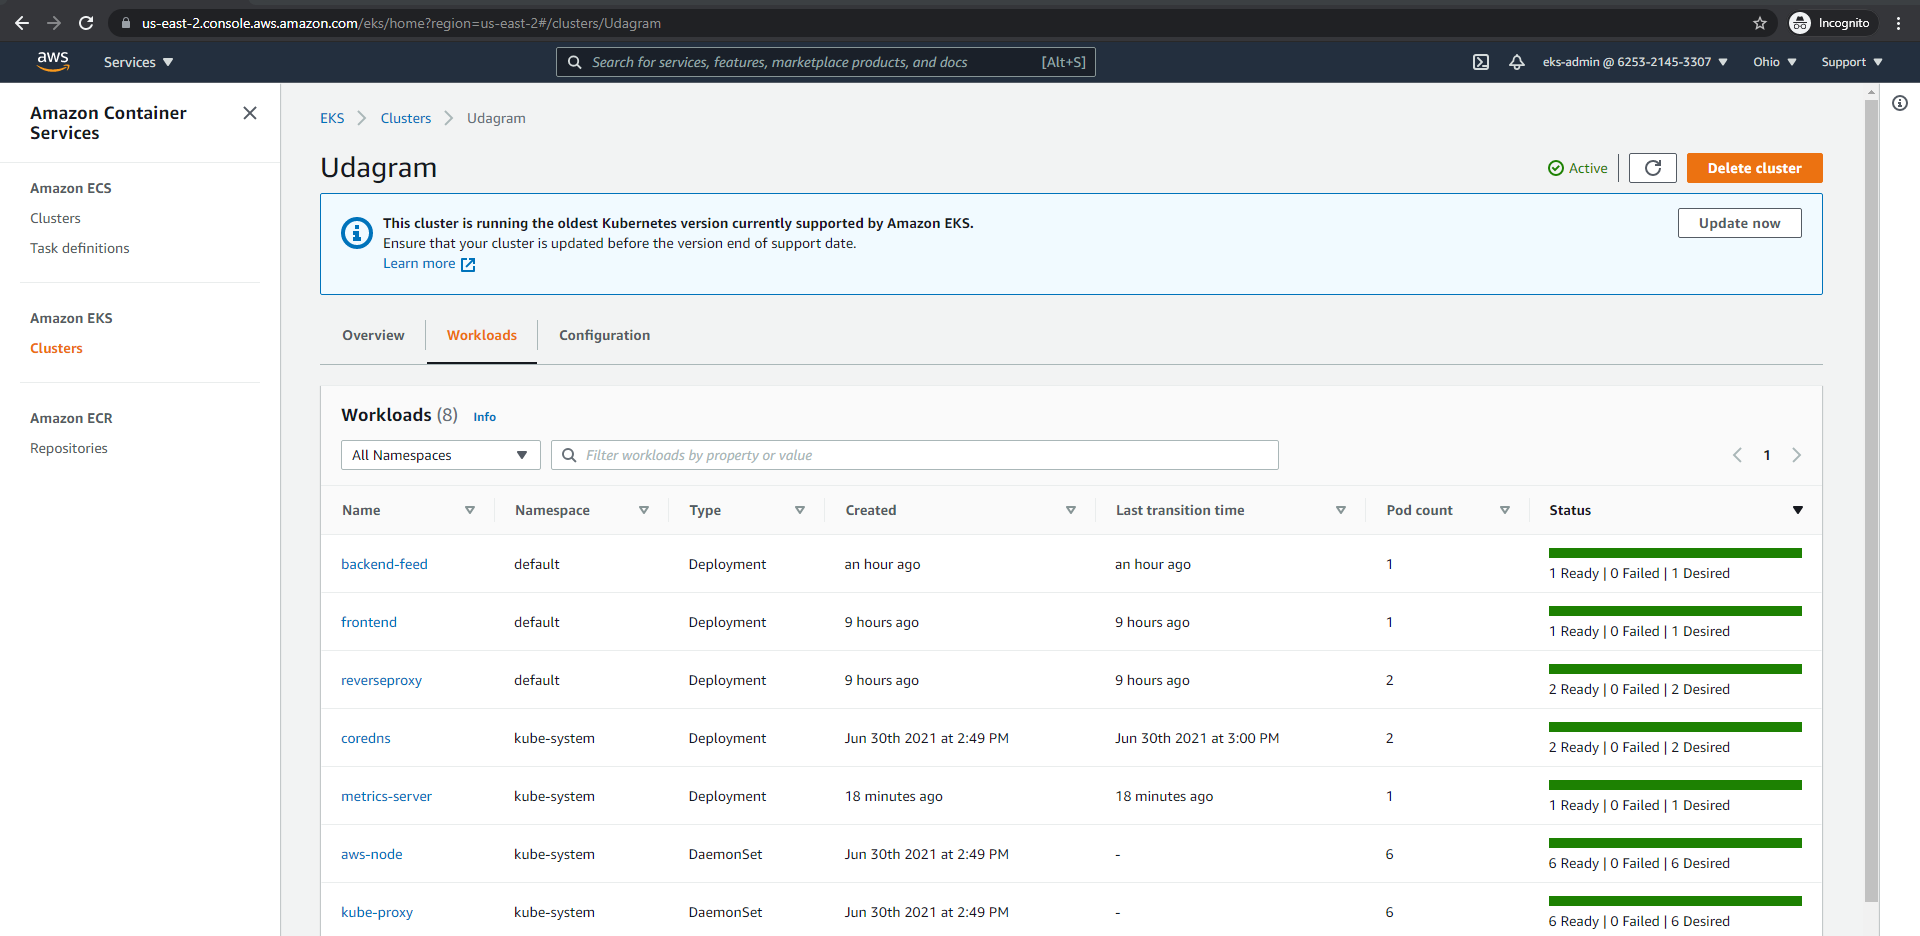 us-east-2.console.aws.amazon.com/eks/home?region=us-east-2#/clusters/Udagram
Incognito
aws
Services
Search for services, features, marketplace products, and docs
[Alt+S]
eks-admin @ 6253-2145-3307
Ohio
Support
Amazon Container
Services
Amazon ECS
Clusters
Task definitions
Amazon EKS
Clusters
Amazon ECR
Repositories
EKS
Clusters
Udagram
Udagram
Active
Delete cluster
This cluster is running the oldest Kubernetes version currently supported by Amazon EKS.
Ensure that your cluster is updated before the version end of support date.
Learn more
Update now
Overview
Workloads
Configuration
Workloads (8) Info
All Namespaces
Filter workloads by property or value
1
Name Namespace Type Created Last transition time Pod count Status
backend-feed default Deployment an hour ago an hour ago 1 1 Ready | 0 Failed | 1 Desired
frontend default Deployment 9 hours ago 9 hours ago 1 1 Ready | 0 Failed | 1 Desired
reverseproxy default Deployment 9 hours ago 9 hours ago 2 2 Ready | 0 Failed | 2 Desired
coredns kube-system Deployment Jun 30th 2021 at 2:49 PM Jun 30th 2021 at 3:00 PM 2 2 Ready | 0 Failed | 2 Desired
metrics-server kube-system Deployment 18 minutes ago 18 minutes ago 1 1 Ready | 0 Failed | 1 Desired
aws-node kube-system DaemonSet Jun 30th 2021 at 2:49 PM - 6 6 Ready | 0 Failed | 6 Desired
kube-proxy kube-system DaemonSet Jun 30th 2021 at 2:49 PM - 6 6 Ready | 0 Failed | 6 Desired